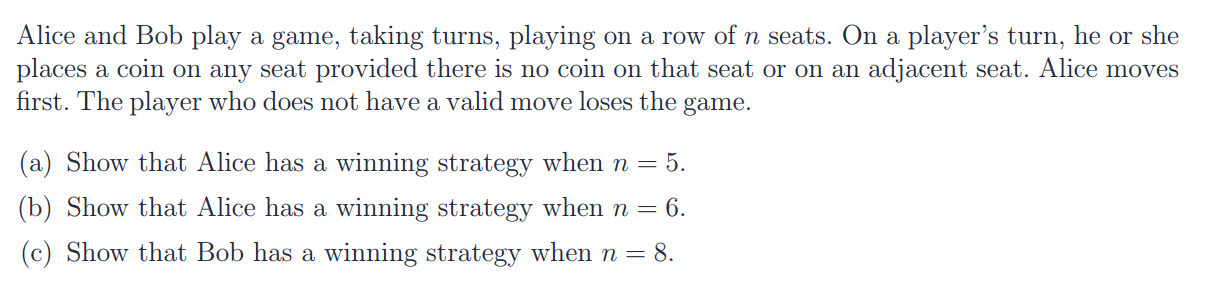 Alice and Bob play a game, taking turns, playing on a row of n seats. On a player's turn, he or she
places a coin on any seat provided there is no coin on that seat or on an adjacent seat. Alice moves
first. The player who does not have a valid move loses the game.
(a) Show that Alice has a winning strategy when n = 5.
(b) Show that Alice has a winning strategy when n = 6.
(c) Show that Bob has a winning strategy when n = 8.